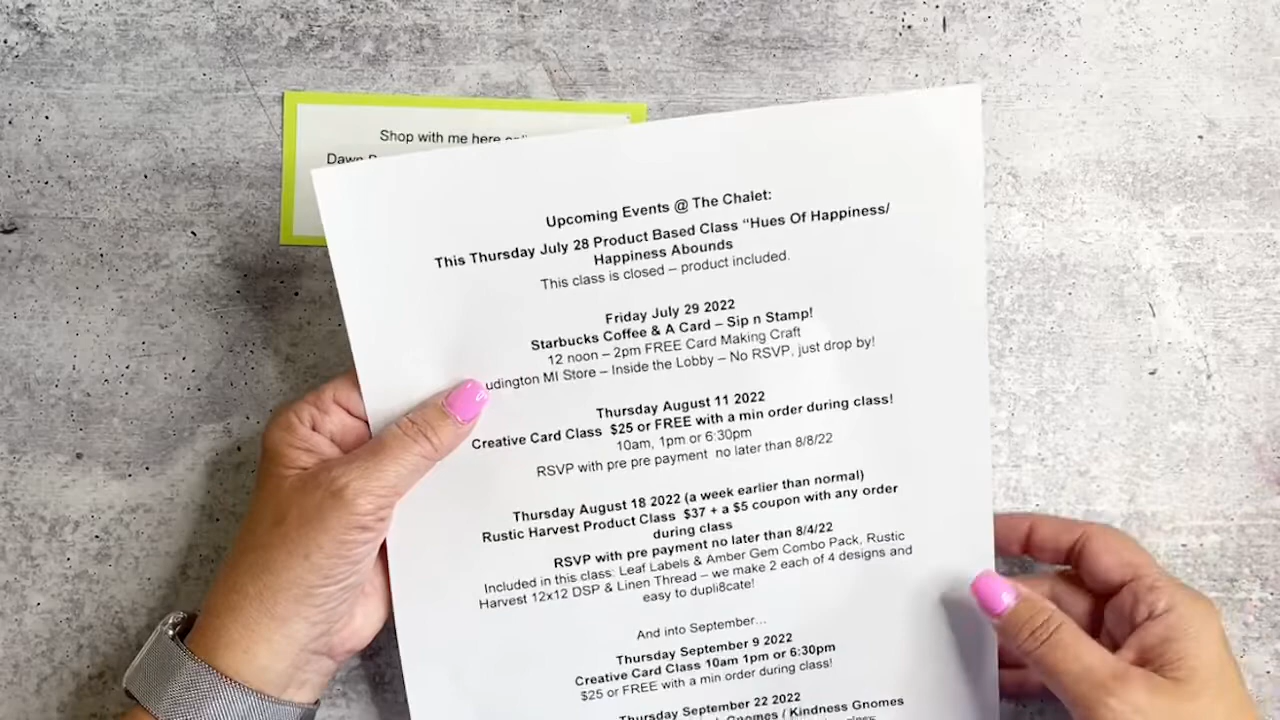 Shop with me here
Dawn
Upcoming Events @ The Chalet:
This Thursday July 28 Product Based Class “Hues Of Happiness/
Happiness Abounds
This class is closed – product included.
Friday July 29 2022
Starbucks Coffee & A Card – Sip n Stamp!
12 noon – 2pm FREE Card Making Craft
udington MI Store – Inside the Lobby – No RSVP, just drop by!
Thursday August 11 2022
Creative Card Class $25 or FREE with a min order during class!
10am, 1pm or 6:30pm
RSVP with pre pre payment no later than 8/8/22
Thursday August 18 2022 (a week earlier than normal)
Rustic Harvest Product Class $37 + a $5 coupon with any order
during class
RSVP with pre payment no later than 8/4/22
Included in this class: Leaf Labels & Amber Gem Combo Pack, Rustic
Harvest 12x12 DSP & Linen Thread – we make 2 each of 4 designs and
easy to dupli8cate!
And into September…
Thursday September 9 2022
Creative Card Class 10am 1pm or 6:30pm
$25 or FREE with a min order during class!
Thursday September 22 2022
Gnomes / Kindness Gnomes